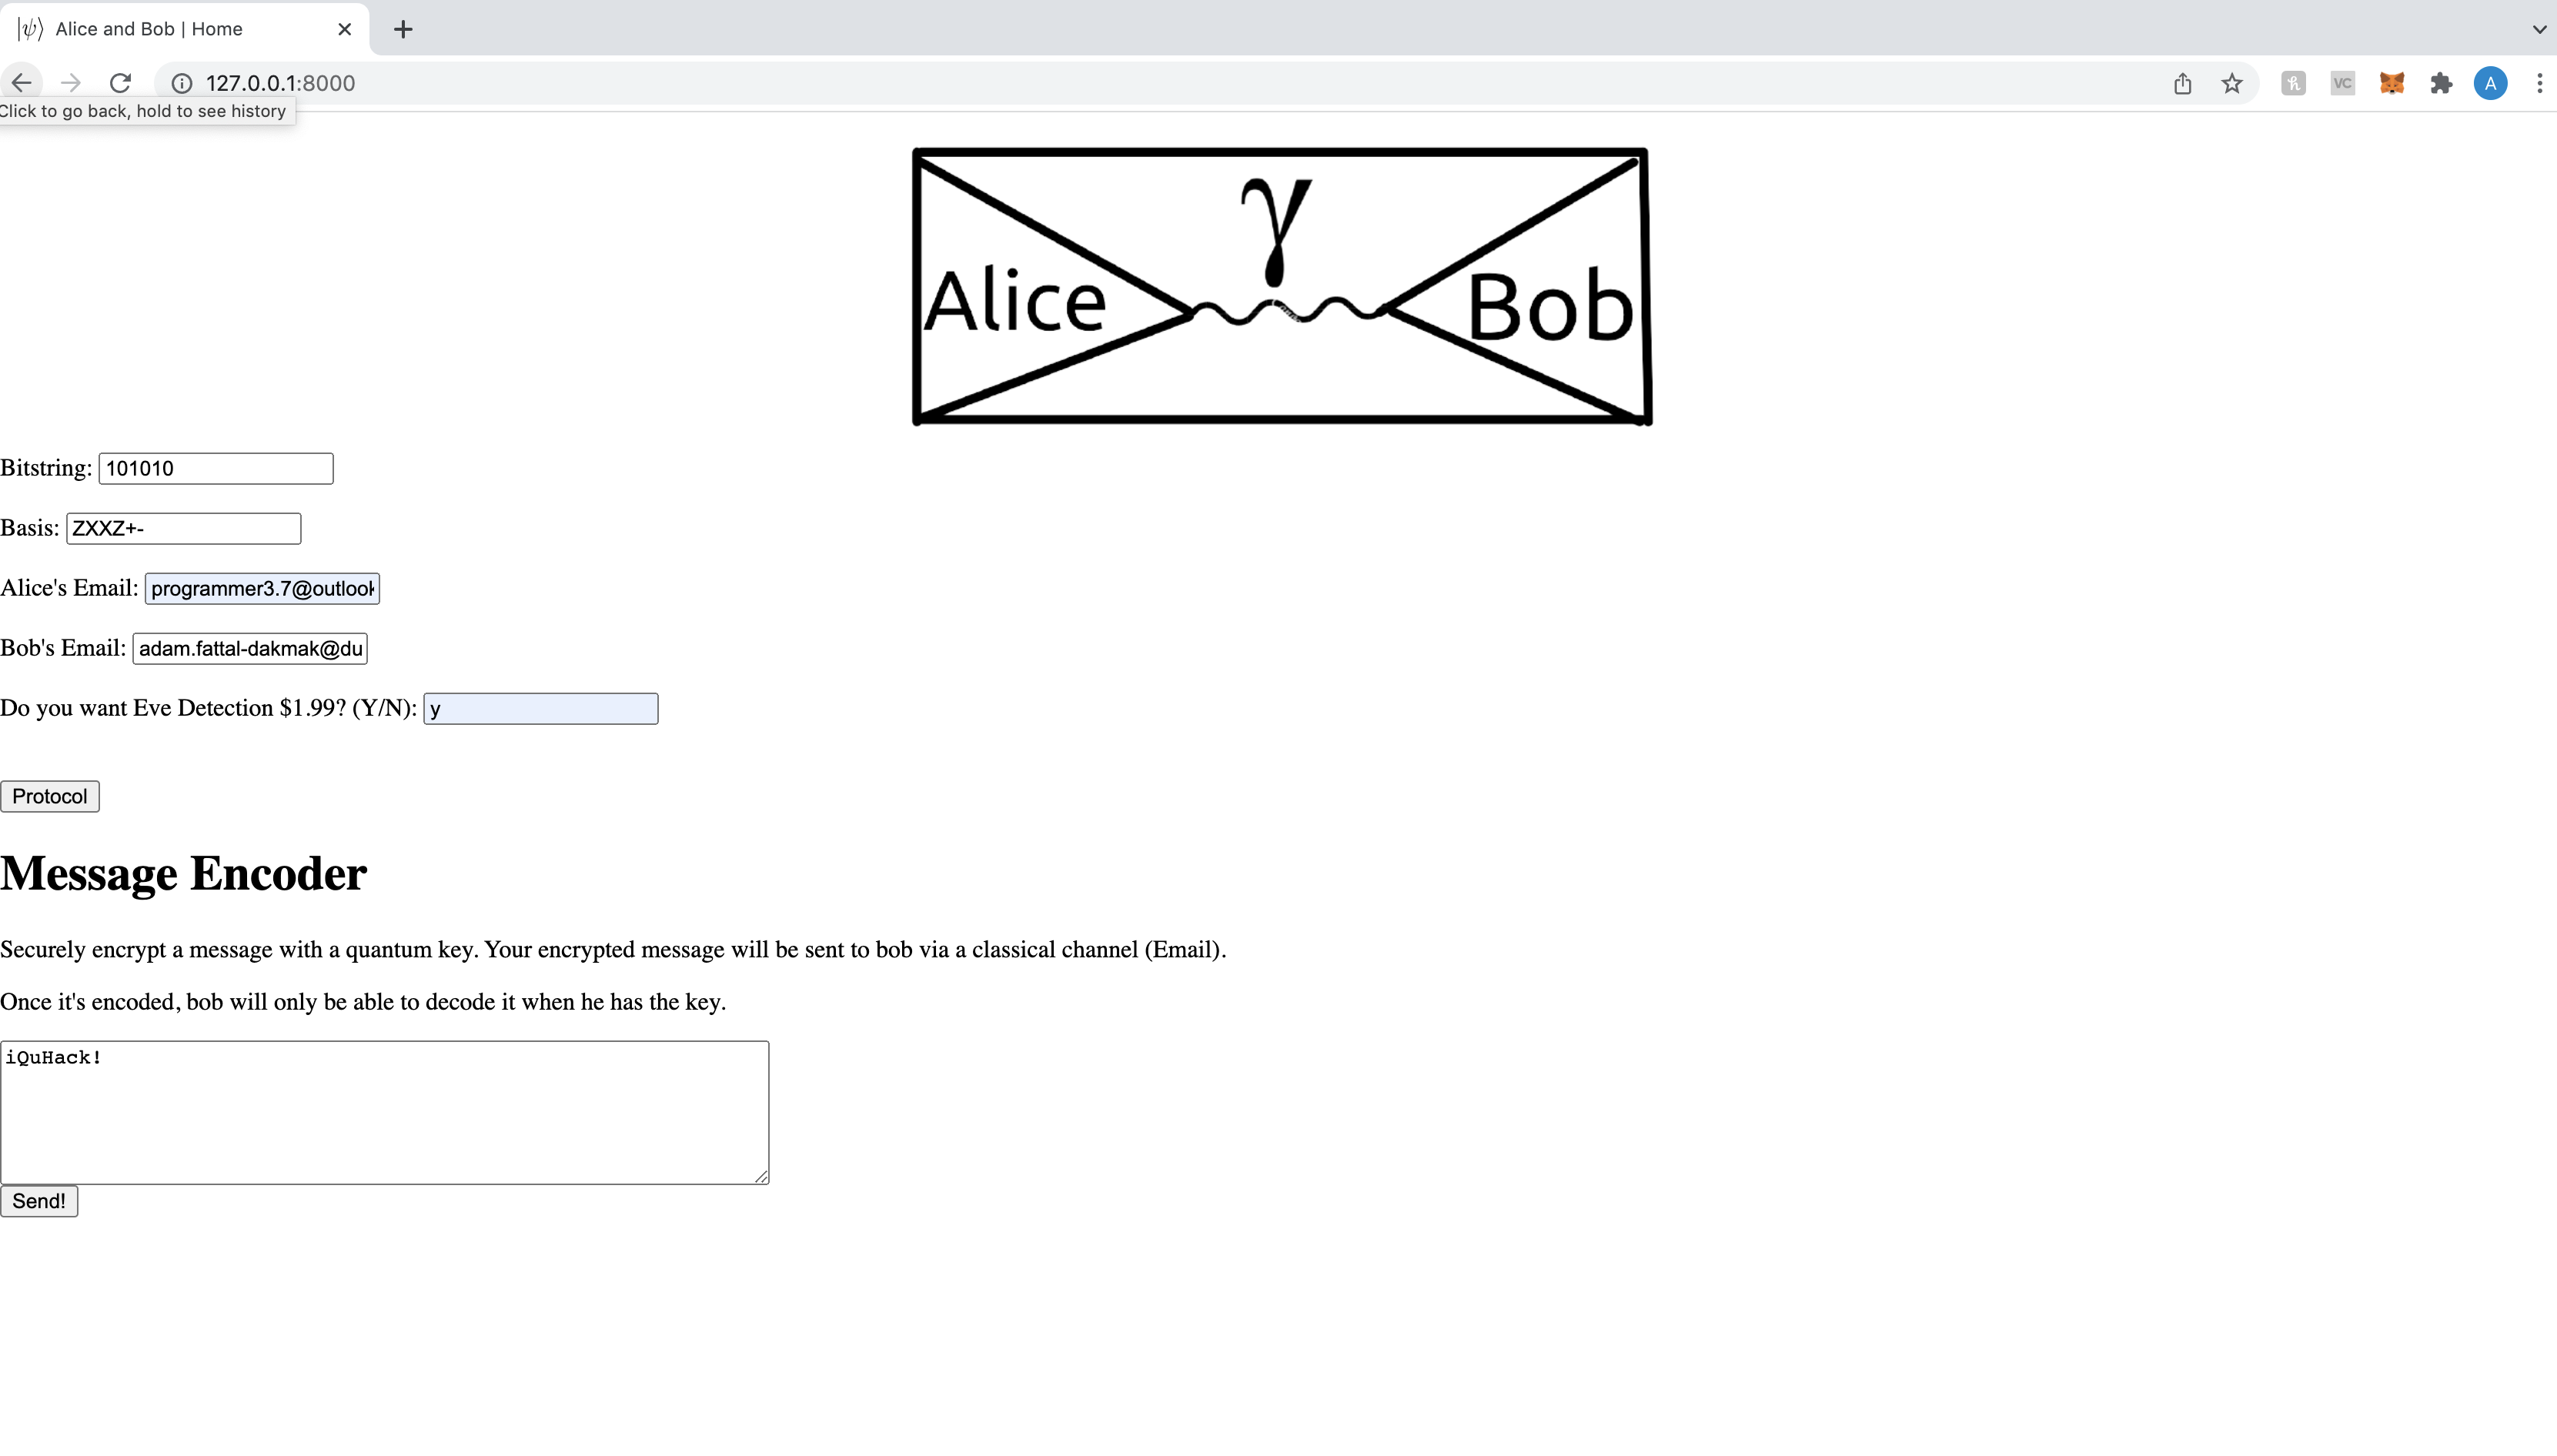 |ψ⟩ Alice and Bob | Home
127.0.0.1:8000
VC
A
Click to go back, hold to see history
γ
Alice
Bob
Bitstring: 101010
Basis: ZXXZ+-
Alice's Email: programmer3.7@outlook
Bob's Email: adam.fattal-dakmak@du
Do you want Eve Detection $1.99? (Y/N): y
Protocol
Message Encoder
Securely encrypt a message with a quantum key. Your encrypted message will be sent to bob via a classical channel (Email).
Once it's encoded, bob will only be able to decode it when he has the key.
iQuHack!
Send!